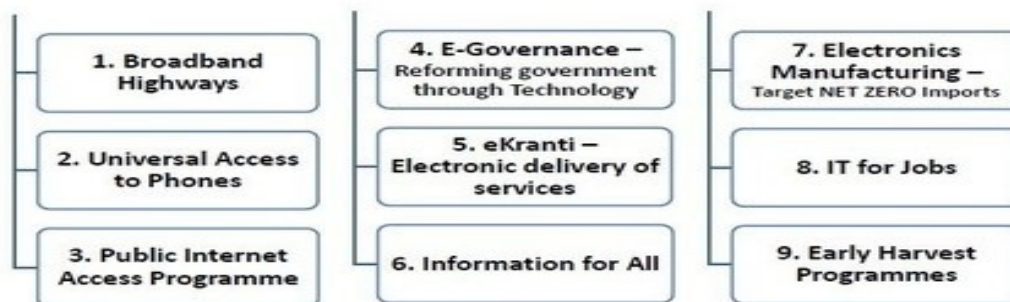 1. Broadband
Highways
2. Universal Access
to Phones
3. Public Internet
Access Programme
4. E-Governance –
Reforming government
through Technology
5. eKranti –
Electronic delivery of
services
6. Information for All
7. Electronics
Manufacturing –
Target NET ZERO Imports
8. IT for Jobs
9. Early Harvest
Programmes